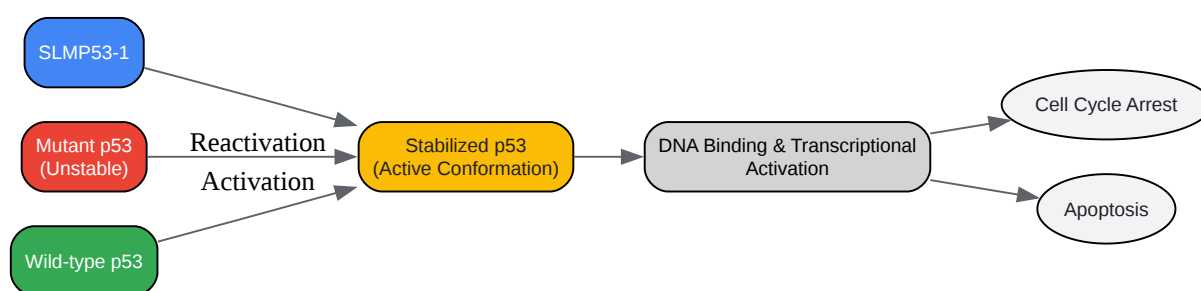 SLMP53-1
Mutant p53
(Unstable)
Wild-type p53
Reactivation
Activation
Stabilized p53
(Active Conformation)
DNA Binding & Transcriptional
Activation
Cell Cycle Arrest
Apoptosis